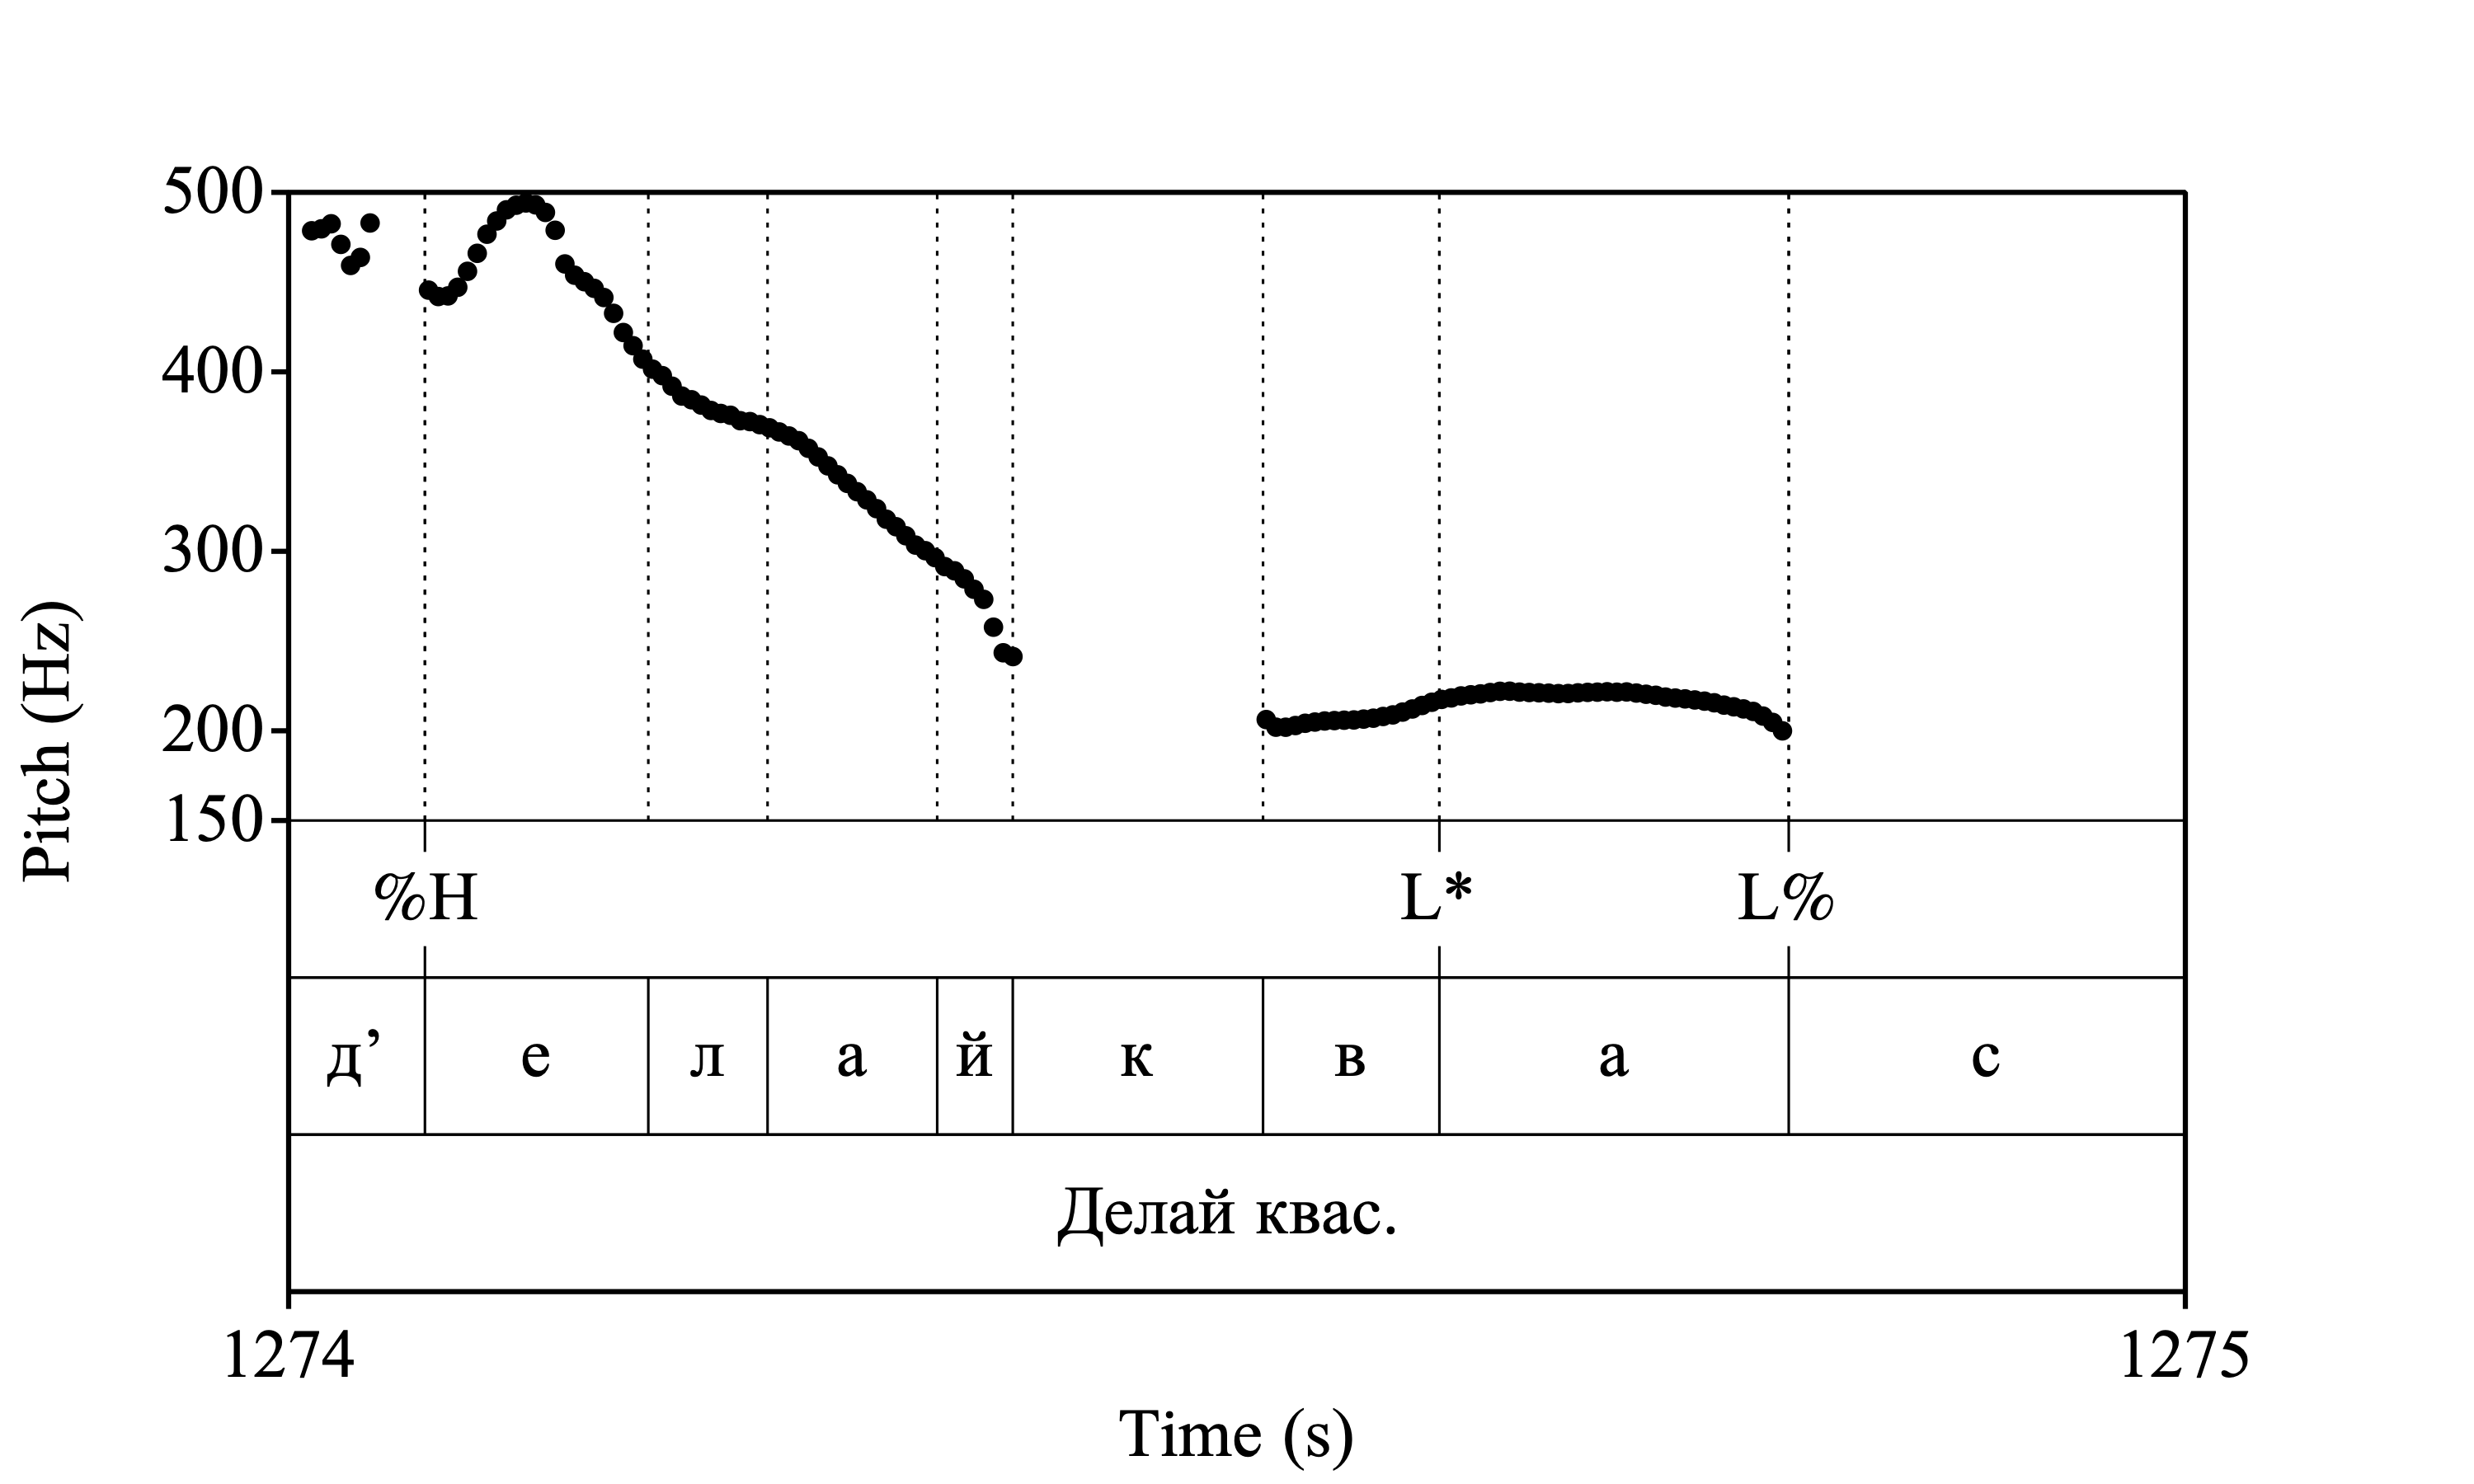 500
400
300
200
150
Pitch (Hz)
%H L* L%
д’ е л а й к в а с
Делай квас.
1274 1275
Time (s)